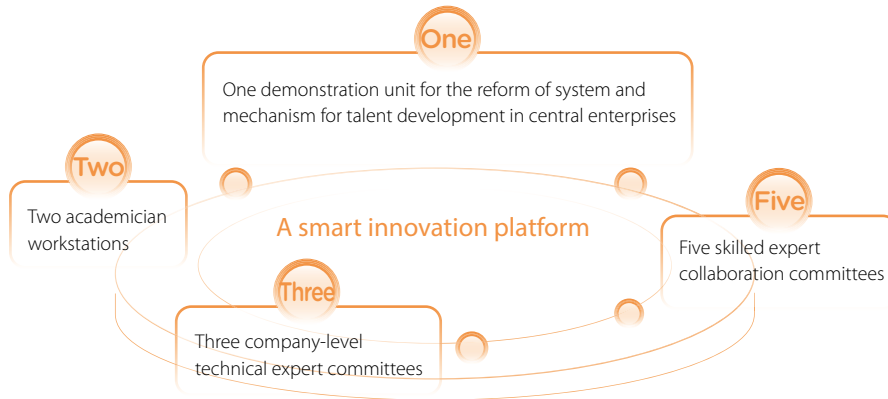 One
One demonstration unit for the reform of system and
mechanism for talent development in central enterprises
Two
Two academician
workstations
A smart innovation platform
Five
Five skilled expert
collaboration committees
Three
Three company-level
technical expert committees